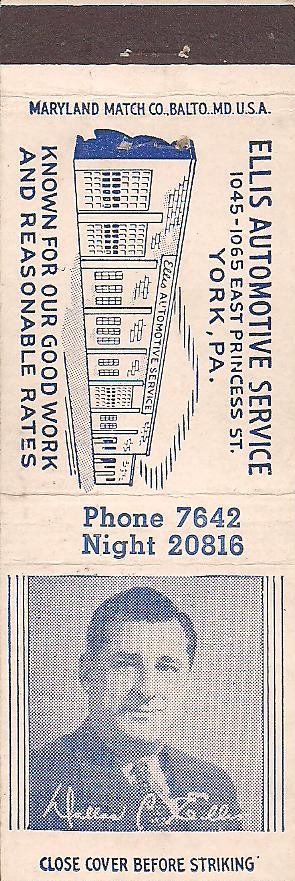 MARYLAND MATCH CO., BALTO., MD. U.S.A.
ELLIS AUTOMOTIVE SERVICE
1045-1065 EAST PRINCESS ST.
YORK, PA.
Ellis AUTOMOTIVE SERVICE
KNOWN FOR OUR GOOD WORK
AND REASONABLE RATES
Phone 7642
Night 20816
CLOSE COVER BEFORE STRIKING